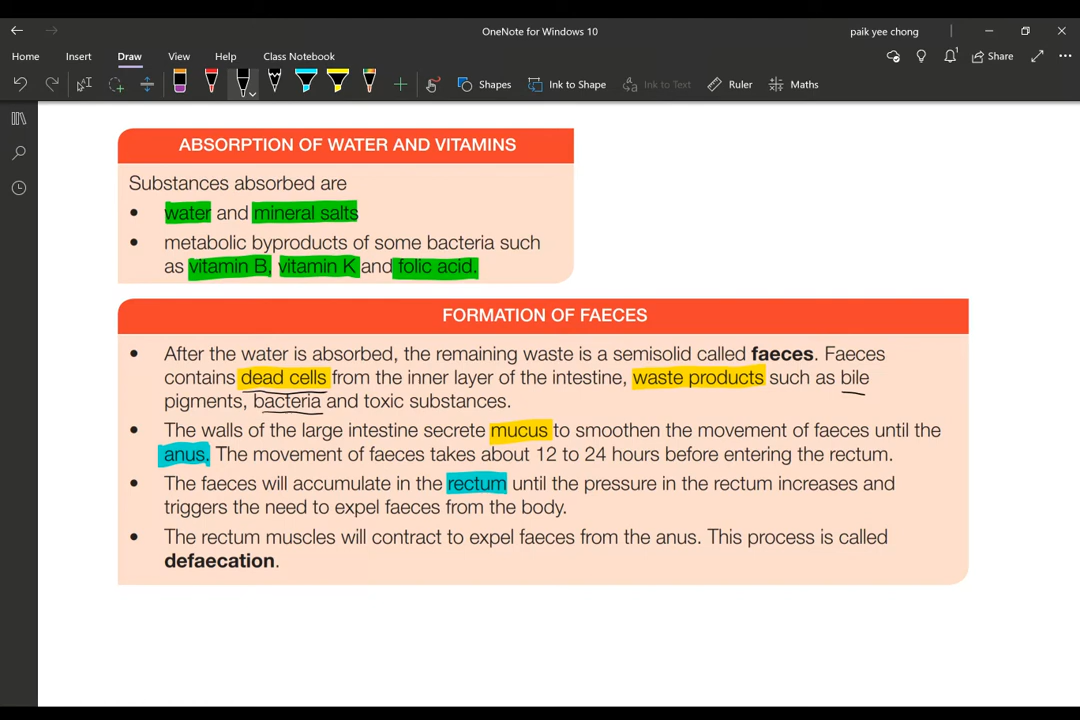 OneNote for Windows 10
paik yee chong
Home Insert Draw View Help Class Notebook
1
Share
Shapes Ink to Shape Ink to Text Ruler Maths
ABSORPTION OF WATER AND VITAMINS
Substances absorbed are
• water and mineral salts
• metabolic byproducts of some bacteria such
as vitamin B, vitamin K and folic acid.
FORMATION OF FAECES
• After the water is absorbed, the remaining waste is a semisolid called faeces. Faeces
contains dead cells from the inner layer of the intestine, waste products such as bile
pigments, bacteria and toxic substances.
• The walls of the large intestine secrete mucus to smoothen the movement of faeces until the
anus. The movement of faeces takes about 12 to 24 hours before entering the rectum.
• The faeces will accumulate in the rectum until the pressure in the rectum increases and
triggers the need to expel faeces from the body.
• The rectum muscles will contract to expel faeces from the anus. This process is called
defaecation.